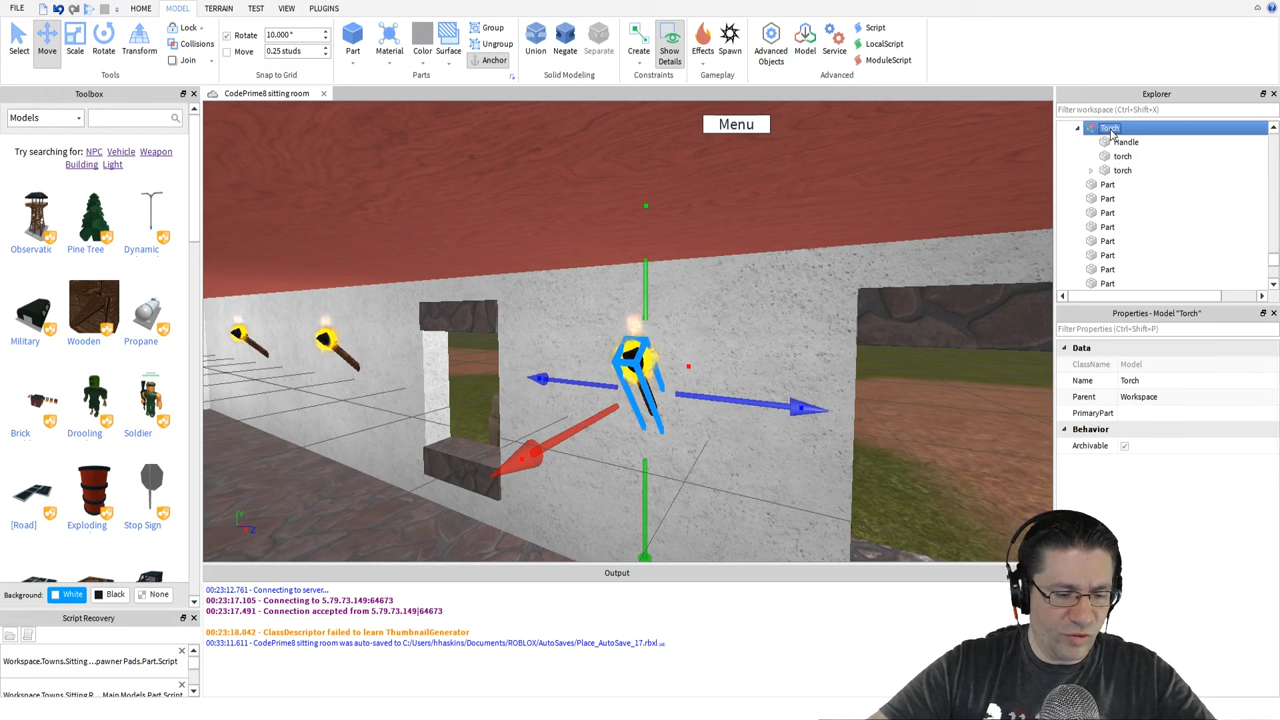 FILE HOME MODEL TERRAIN TEST VIEW PLUGINS
Select Move Scale Rotate Transform
Lock
Collisions
Join
Tools
Rotate 10.000°
Move 0.25 studs
Snap to Grid
Part Material Color Surface
Group
Ungroup
Anchor
Parts
Union Negate Separate
Solid Modeling
Create Show Details
Constraints
Effects Spawn
Gameplay
Advanced Objects Model Service
Script
LocalScript
ModuleScript
Advanced
Toolbox
Models
Try searching for: NPC Vehicle Weapon
Building Light
Observatic Pine Tree Dynamic
Military Wooden Propane
Brick Drooling Soldier
[Road] Exploding Stop Sign
Background: White Black None
Script Recovery
Workspace.Towns.Sitting ...pawner Pads.Part.Script
Workspace.Towns.Sitting R... Main Models.Part.Script
CodePrime8 sitting room
Menu
Y
Z
Output
00:23:12.761 - Connecting to server...
00:23:17.105 - Connecting to 5.79.73.149:64673
00:23:17.491 - Connection accepted from 5.79.73.149|64673
00:23:18.042 - ClassDescriptor failed to learn ThumbnailGenerator
00:33:11.611 - CodePrime8 sitting room was auto-saved to C:/Users/hhaskins/Documents/ROBLOX/AutoSaves/Place_AutoSave_17.rbxl
Explorer
Filter workspace (Ctrl+Shift+X)
Torch
Handle
torch
torch
Part
Part
Part
Part
Part
Part
Part
Part
Properties - Model "Torch"
Filter Properties (Ctrl+Shift+P)
Data
ClassName Model
Name Torch
Parent Workspace
PrimaryPart
Behavior
Archivable